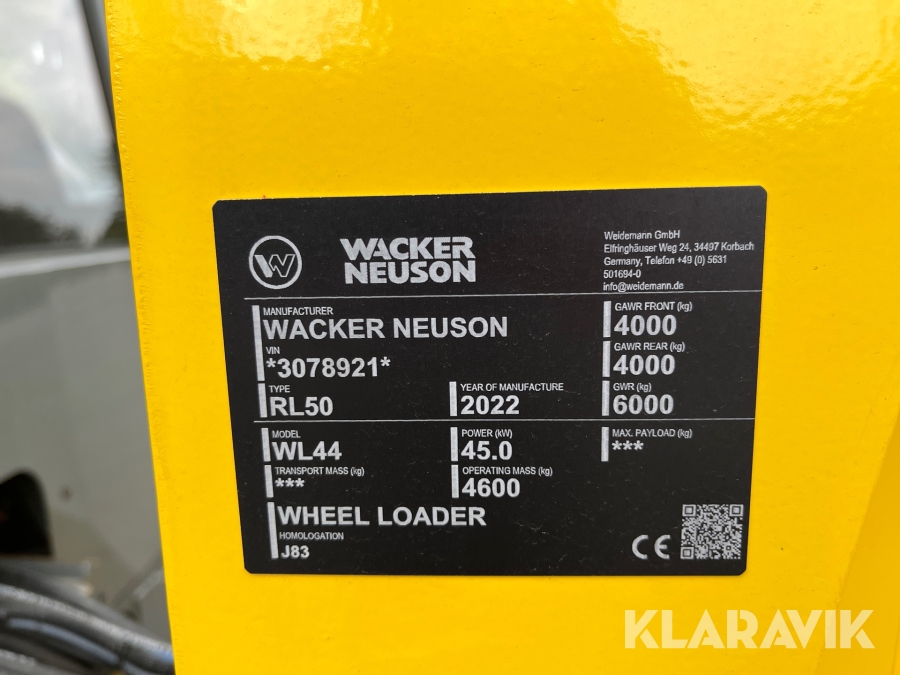 WACKER
NEUSON
Weidemann GmbH
Elfringhäuser Weg 24, 34497 Korbach
Germany, Telefon +49 (0) 5631
501694-0
info@weidemann.de
MANUFACTURER
WACKER NEUSON
GAWR FRONT (kg)
4000
VIN
*3078921*
GAWR REAR (kg)
4000
TYPE
RL50
YEAR OF MANUFACTURE
2022
GWR (kg)
6000
MODEL
WL44
POWER (kW)
45.0
MAX. PAYLOAD (kg)
***
TRANSPORT MASS (kg)
***
OPERATING MASS (kg)
4600
WHEEL LOADER
HOMOLOGATION
J83
CE
KLARAVIK